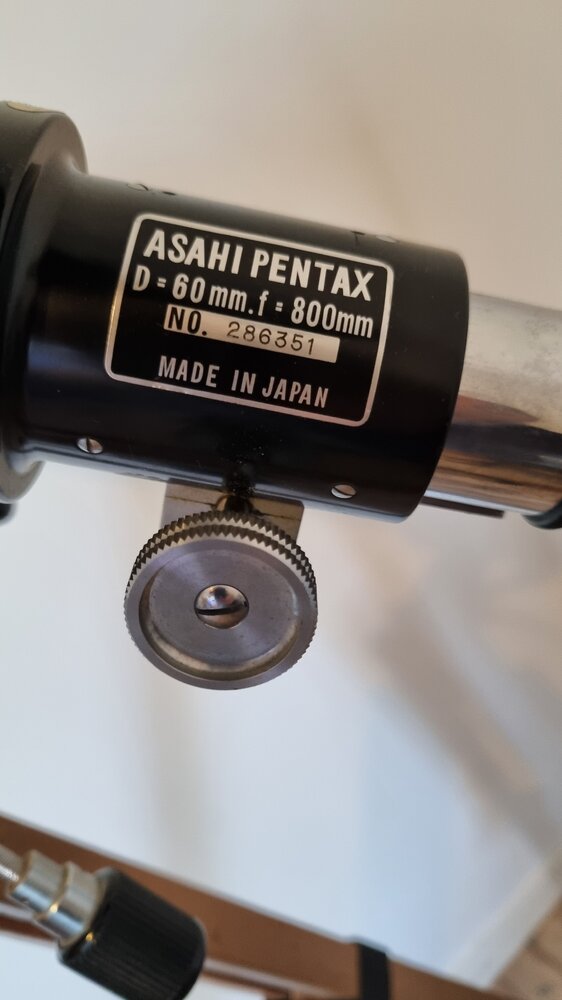 ASAHI PENTAX
D = 60mm. f = 800mm
NO. 286351
MADE IN JAPAN